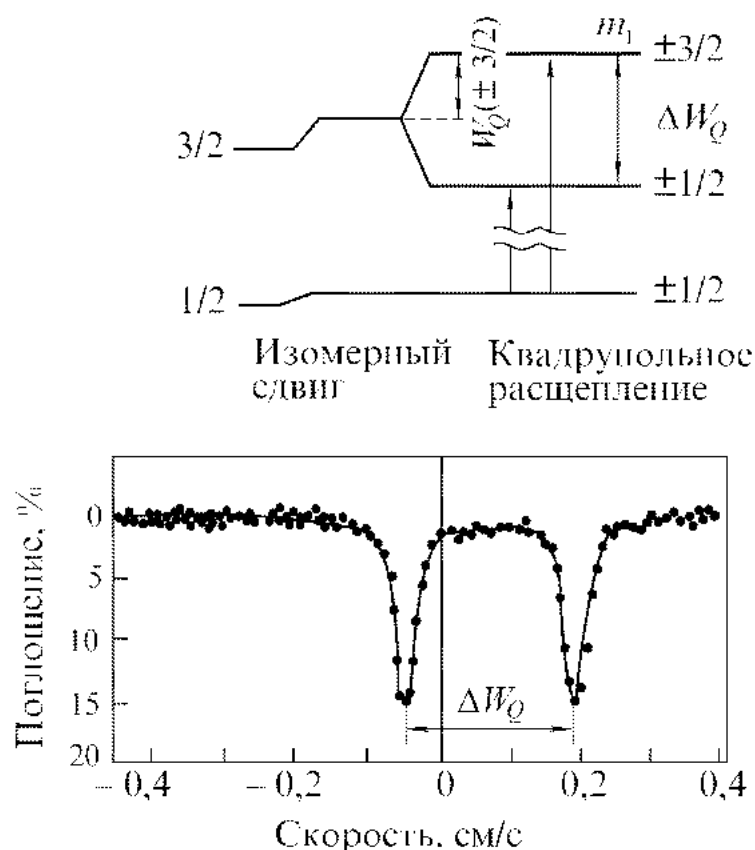 m₁
±3/2
W_Q(± 3/2)
ΔW_Q
3/2
±1/2
1/2
±1/2
Изомерный сдвиг
Квадрупольное расщепление
Поглощение, %
0
5
10
15
20
ΔW_Q
– 0,4
– 0,2
0
0,2
0,4
Скорость, см/с